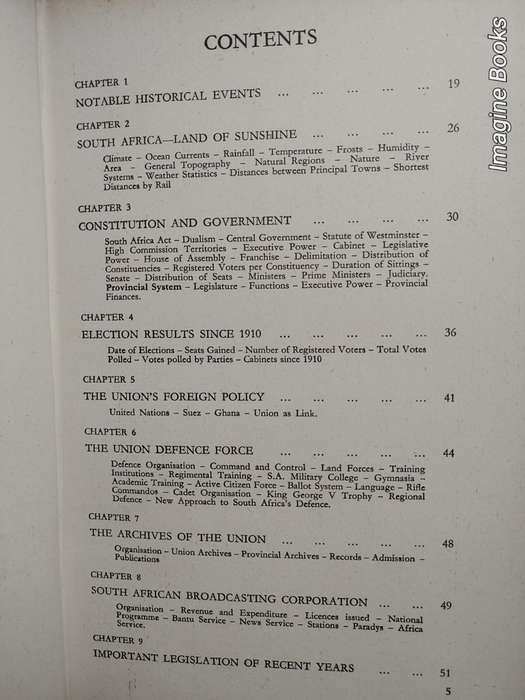 CONTENTS
CHAPTER 1
NOTABLE HISTORICAL EVENTS ... ... ... ... 19
CHAPTER 2
SOUTH AFRICA—LAND OF SUNSHINE ... ... ... 26
Climate – Ocean Currents – Rainfall – Temperature – Frosts – Humidity –
Area – General Topography – Natural Regions – Nature – River
Systems – Weather Statistics – Distances between Principal Towns – Shortest
Distances by Rail
CHAPTER 3
CONSTITUTION AND GOVERNMENT ... ... ... ... 30
South Africa Act – Dualism – Central Government – Statute of Westminster –
High Commission Territories – Executive Power – Cabinet – Legislative
Power – House of Assembly – Franchise – Delimitation – Distribution of
Constituencies – Registered Voters per Constituency – Duration of Sittings –
Senate – Distribution of Seats – Ministers – Prime Ministers – Judiciary.
Provincial System – Legislature – Functions – Executive Power – Provincial
Finances.
CHAPTER 4
ELECTION RESULTS SINCE 1910 ... ... ... ... 36
Date of Elections – Seats Gained – Number of Registered Voters – Total Votes
Polled – Votes polled by Parties – Cabinets since 1910
CHAPTER 5
THE UNION'S FOREIGN POLICY ... ... ... ... 41
United Nations – Suez – Ghana – Union as Link.
CHAPTER 6
THE UNION DEFENCE FORCE ... ... ... ... 44
Defence Organisation – Command and Control – Land Forces – Training
Institutions – Regimental Training – S.A. Military College – Gymnasia –
Academic Training – Active Citizen Force – Ballot System – Language – Rifle
Commandos – Cadet Organisation – King George V Trophy – Regional
Defence – New Approach to South Africa's Defence.
CHAPTER 7
THE ARCHIVES OF THE UNION ... ... ... ... 48
Organisation – Union Archives – Provincial Archives – Records – Admission –
Publications
CHAPTER 8
SOUTH AFRICAN BROADCASTING CORPORATION ... ... 49
Organisation – Revenue and Expenditure – Licences issued – National
Programme – Bantu Service – News Service – Stations – Paradys – Africa
Service.
CHAPTER 9
IMPORTANT LEGISLATION OF RECENT YEARS ... ... 51
5
Imagine Books